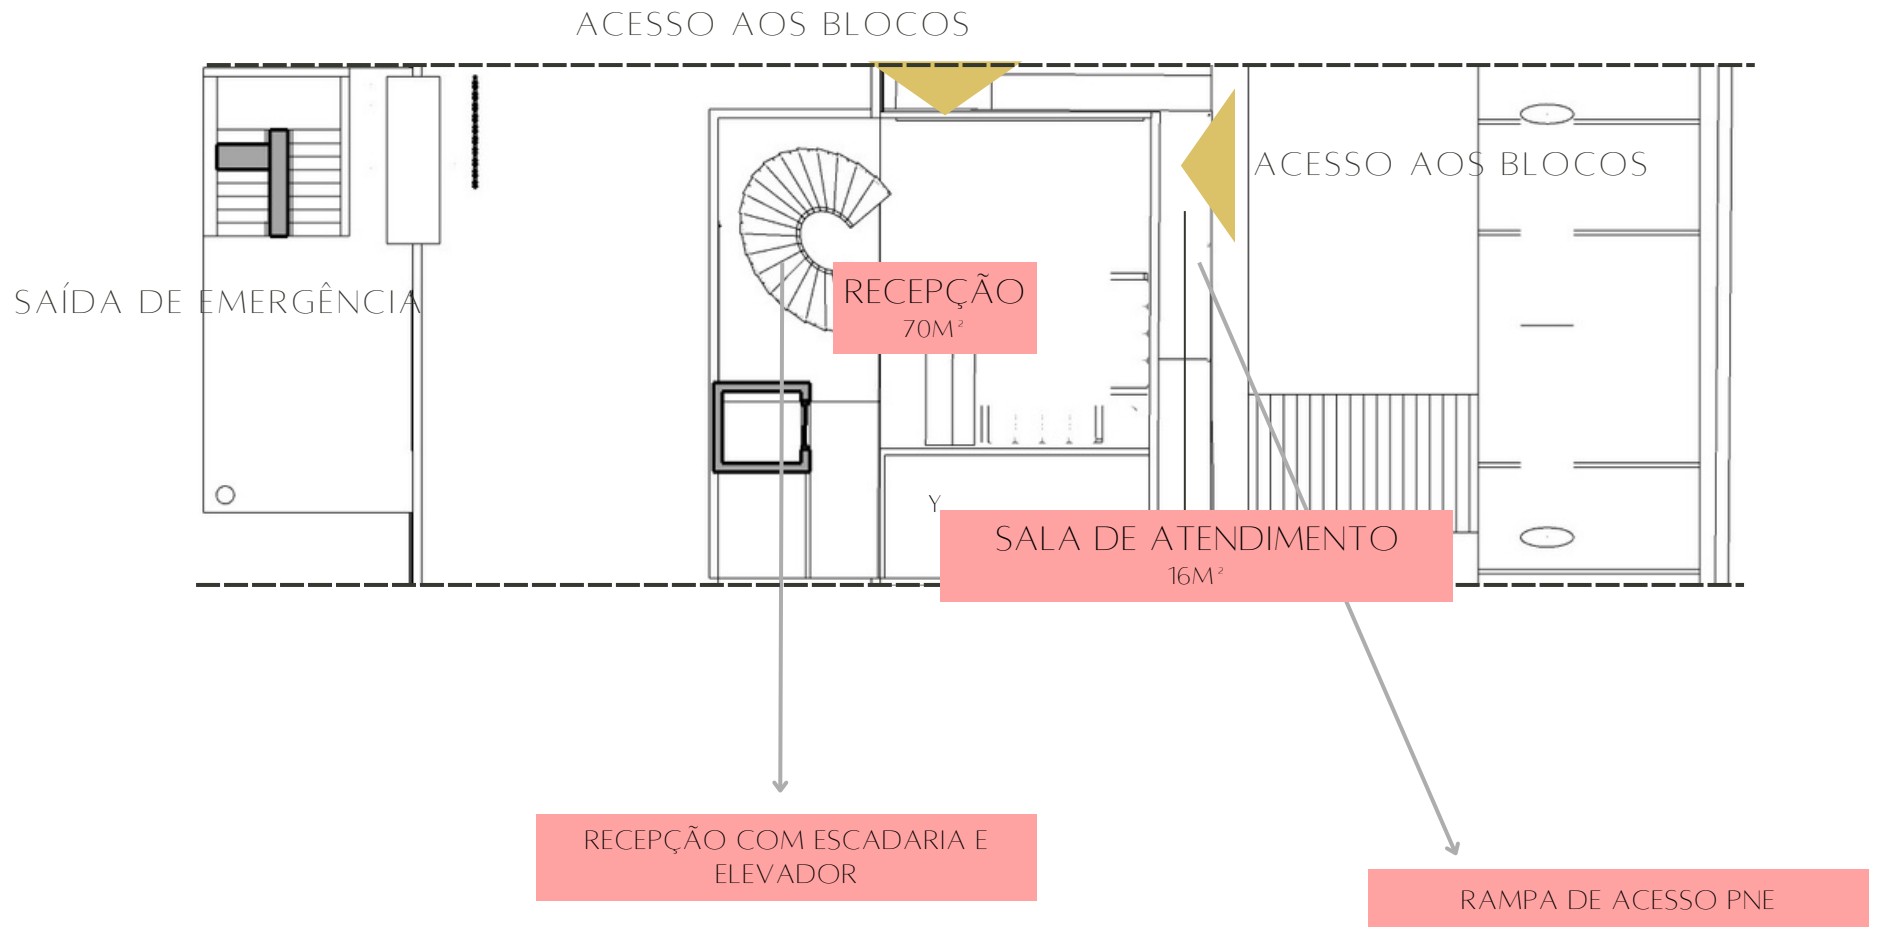 ACESSO AOS BLOCOS
ACESSO AOS BLOCOS
SAÍDA DE EMERGÊNCIA
RECEPÇÃO
70M²
Y
SALA DE ATENDIMENTO
16M²
RECEPÇÃO COM ESCADARIA E
ELEVADOR
RAMPA DE ACESSO PNE